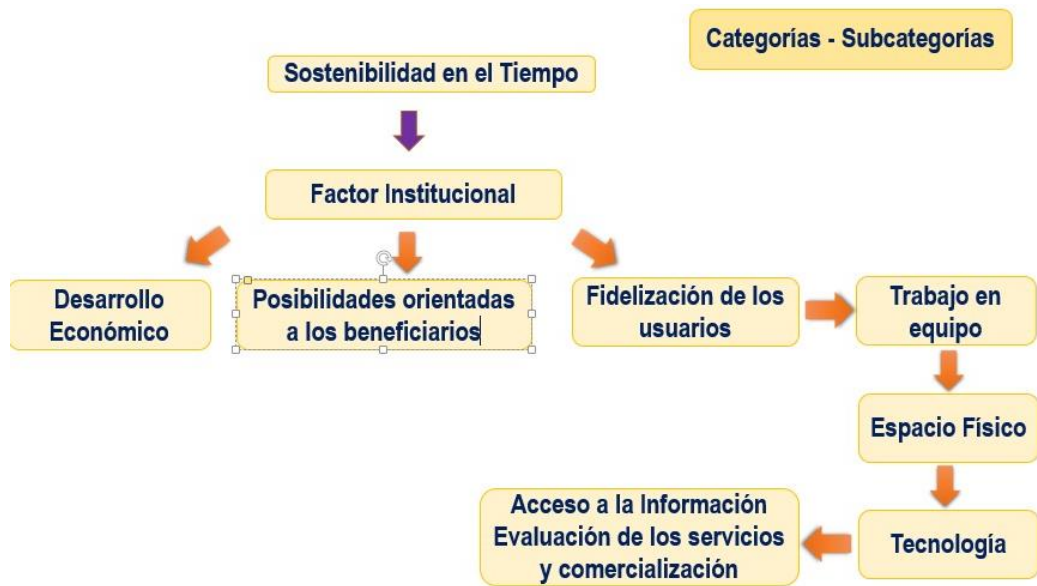 Categorías - Subcategorías
Sostenibilidad en el Tiempo
Factor Institucional
Desarrollo
Económico
Posibilidades orientadas
a los beneficiarios
Fidelización de los
usuarios
Trabajo en
equipo
Espacio Físico
Tecnología
Acceso a la Información
Evaluación de los servicios
y comercialización